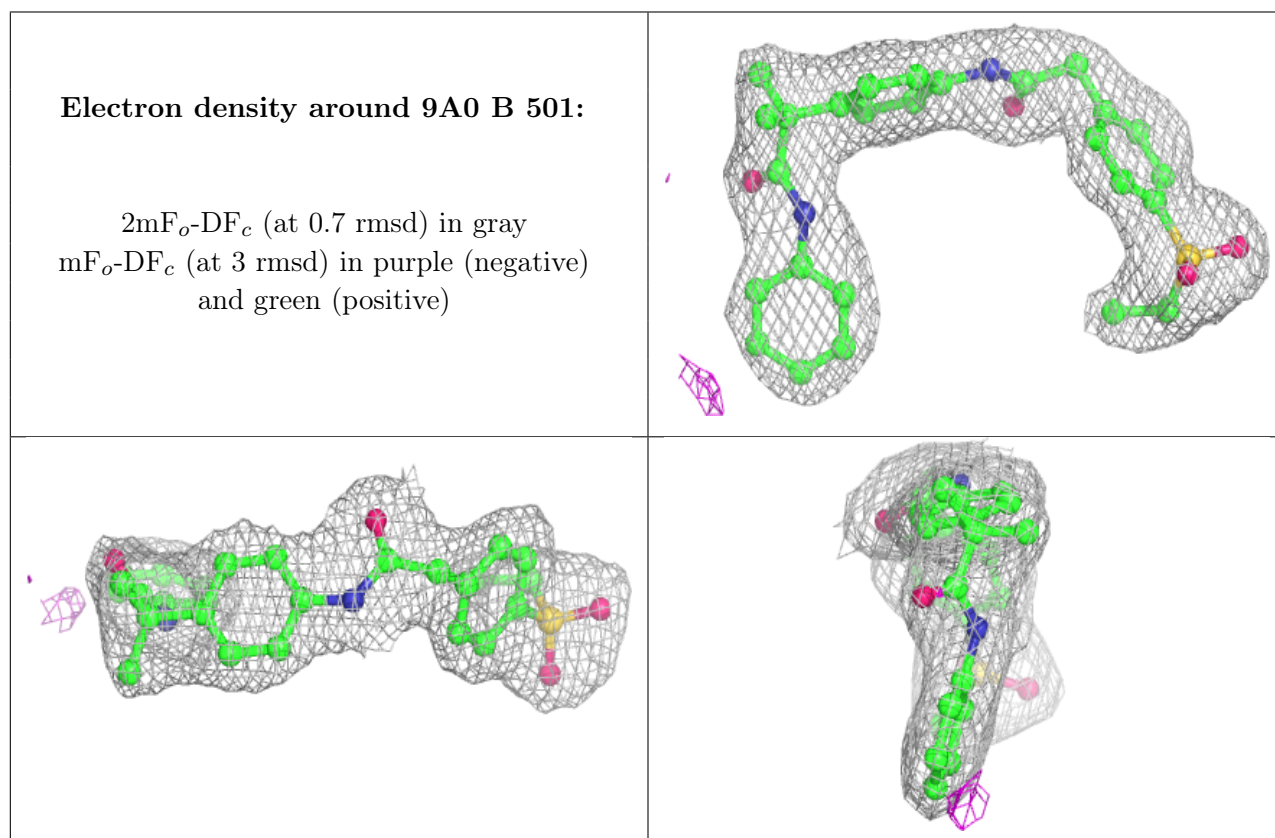 Electron density around 9A0 B 501:
2mFo-DFc (at 0.7 rmsd) in gray
mFo-DFc (at 3 rmsd) in purple (negative)
and green (positive)